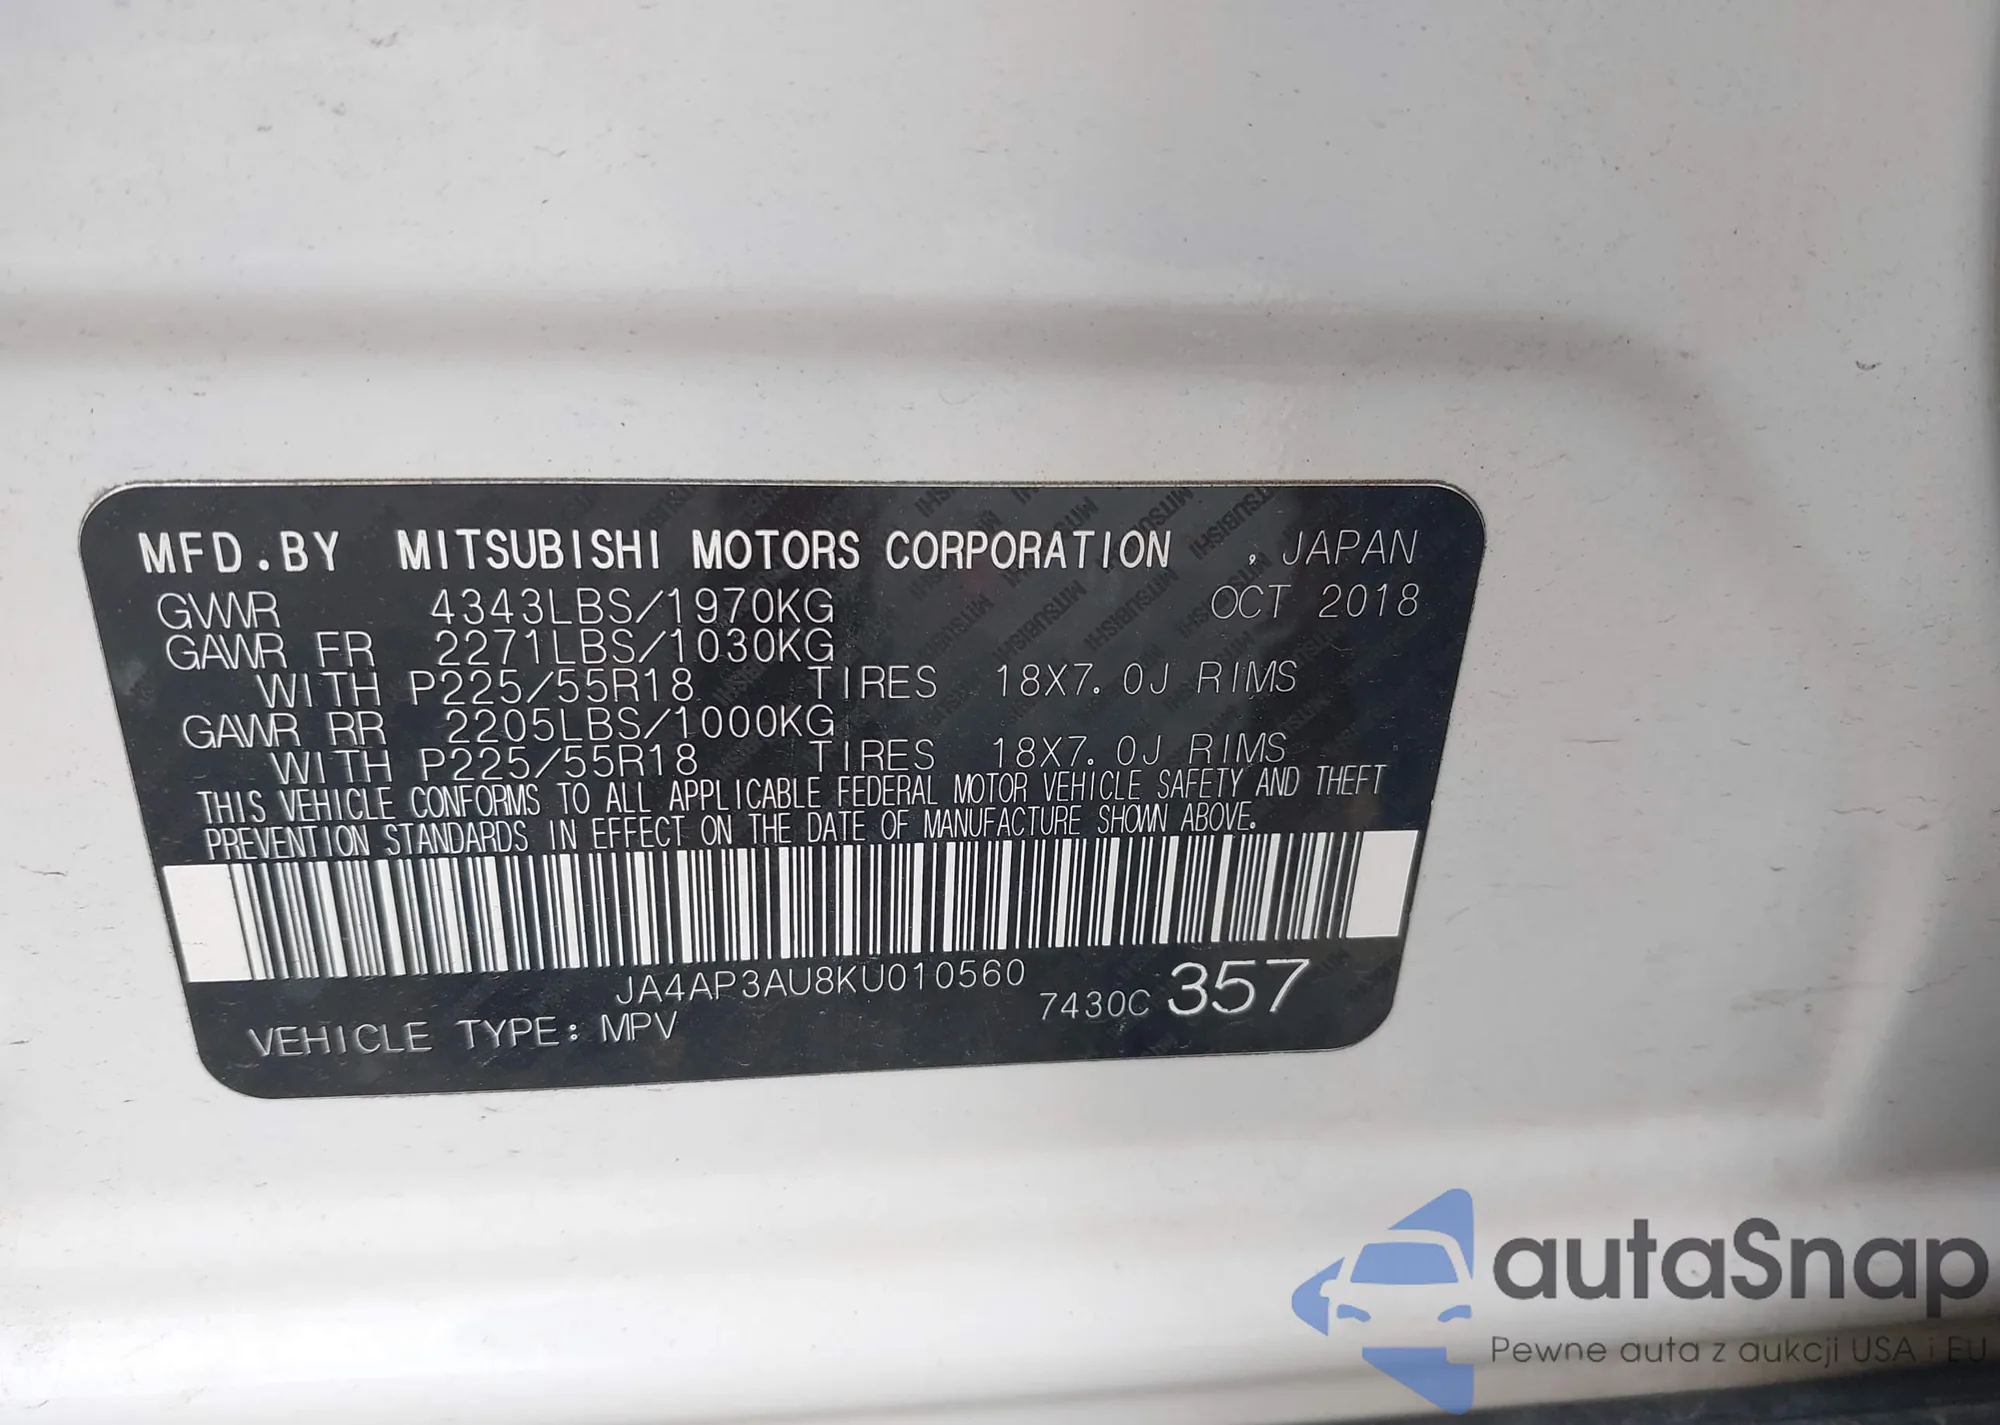 MFD.BY MITSUBISHI MOTORS CORPORATION , JAPAN
GVWR 4343LBS/1970KG OCT 2018
GAWR FR 2271LBS/1030KG
WITH P225/55R18 TIRES 18X7.0J RIMS
GAWR RR 2205LBS/1000KG
WITH P225/55R18 TIRES 18X7.0J RIMS
THIS VEHICLE CONFORMS TO ALL APPLICABLE FEDERAL MOTOR VEHICLE SAFETY AND THEFT
PREVENTION STANDARDS IN EFFECT ON THE DATE OF MANUFACTURE SHOWN ABOVE.
JA4AP3AU8KU010560
7430C 357
VEHICLE TYPE: MPV
autaSnap
Pewne auta z aukcji USA i EU